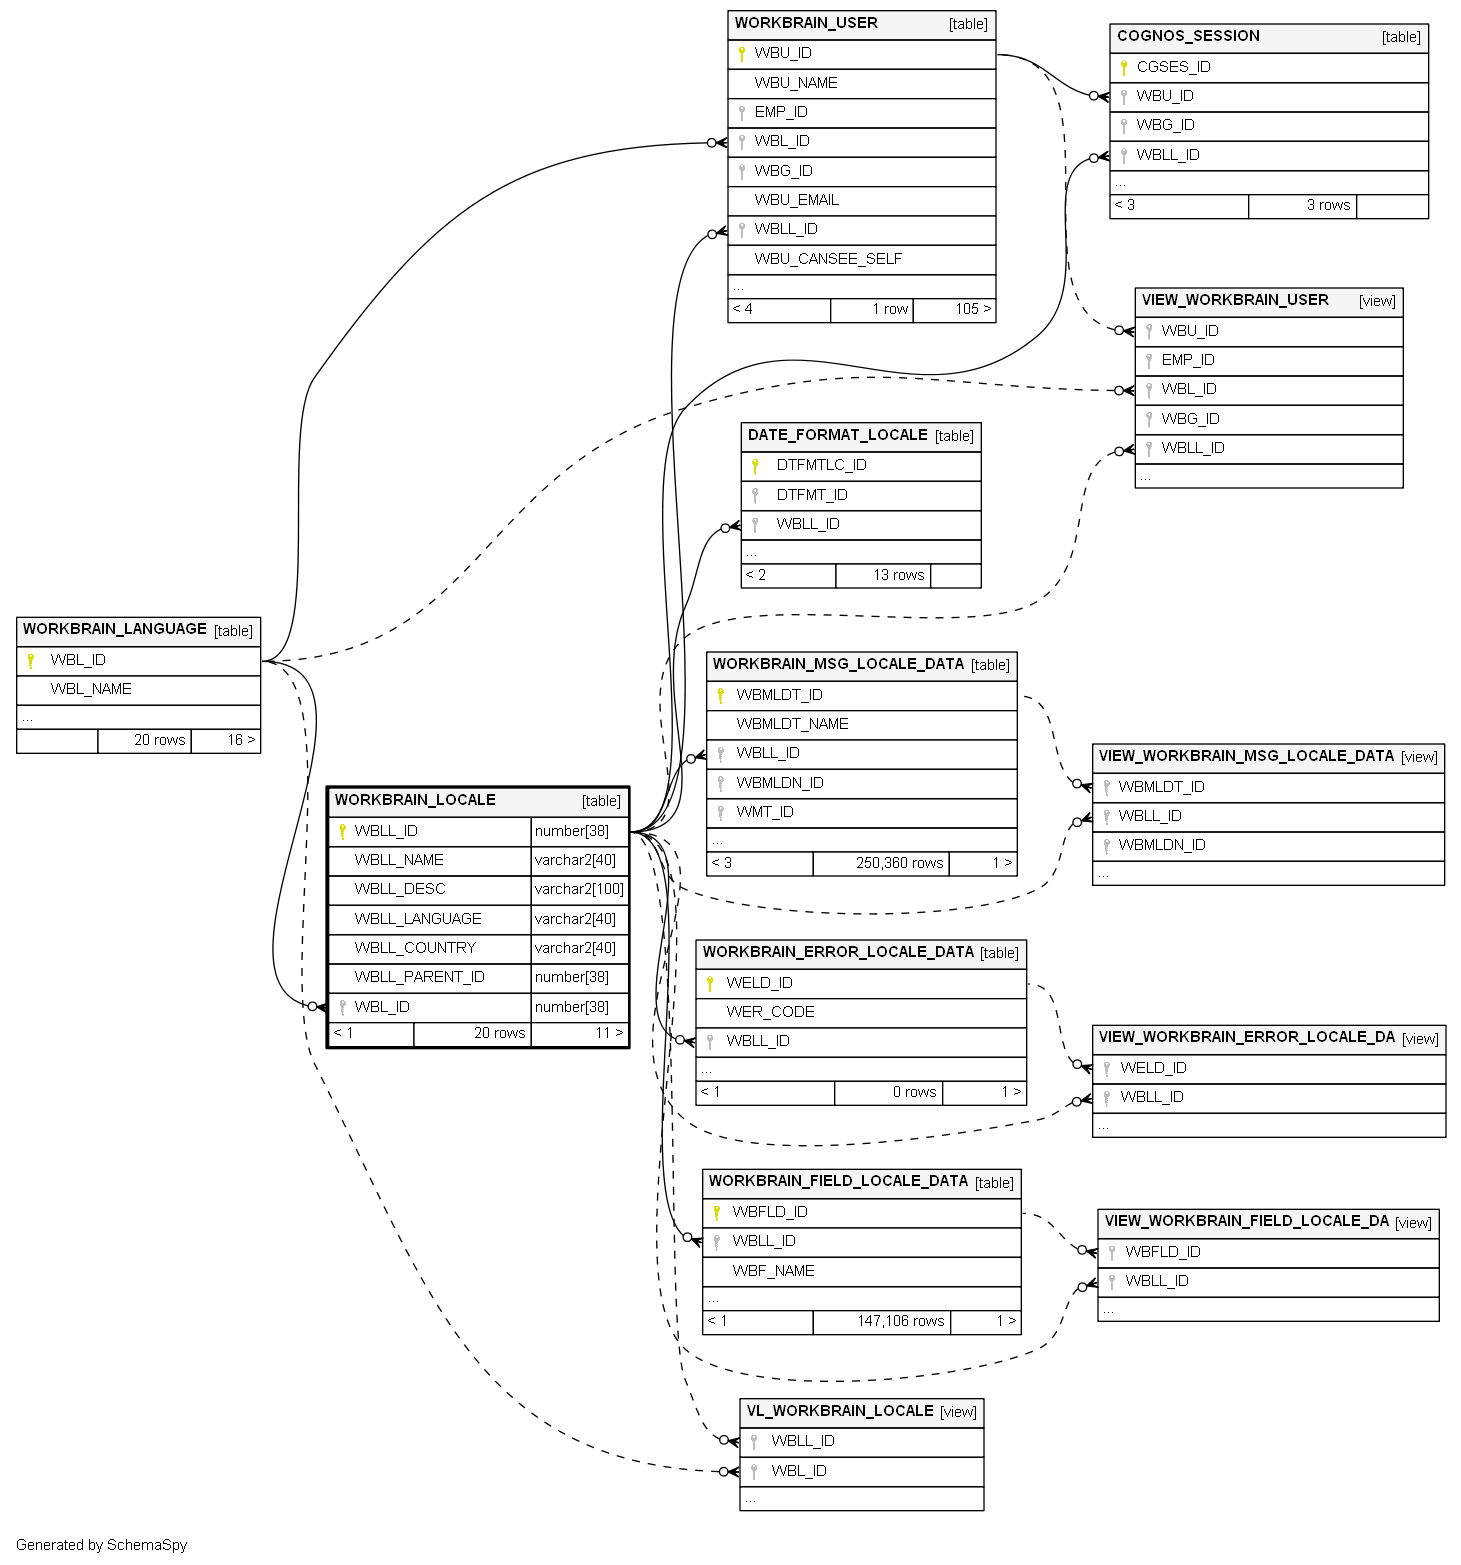 WORKBRAIN_USER [table]
WBU_ID
WBU_NAME
EMP_ID
WBL_ID
WBG_ID
WBU_EMAIL
WBLL_ID
WBU_CANSEE_SELF
...
< 4 1 row 105 >
COGNOS_SESSION [table]
CGSES_ID
WBU_ID
WBG_ID
WBLL_ID
...
< 3 3 rows
VIEW_WORKBRAIN_USER [view]
WBU_ID
EMP_ID
WBL_ID
WBG_ID
WBLL_ID
...
DATE_FORMAT_LOCALE [table]
DTFMTLC_ID
DTFMT_ID
WBLL_ID
...
< 2 13 rows
WORKBRAIN_LANGUAGE [table]
WBL_ID
WBL_NAME
...
20 rows 16 >
WORKBRAIN_MSG_LOCALE_DATA [table]
WBMLDT_ID
WBMLDT_NAME
WBLL_ID
WBMLDN_ID
WMT_ID
...
< 3 250,360 rows 1 >
VIEW_WORKBRAIN_MSG_LOCALE_DATA [view]
WBMLDT_ID
WBLL_ID
WBMLDN_ID
...
WORKBRAIN_LOCALE [table]
WBLL_ID number[38]
WBLL_NAME varchar2[40]
WBLL_DESC varchar2[100]
WBLL_LANGUAGE varchar2[40]
WBLL_COUNTRY varchar2[40]
WBLL_PARENT_ID number[38]
WBL_ID number[38]
< 1 20 rows 11 >
WORKBRAIN_ERROR_LOCALE_DATA [table]
WELD_ID
WER_CODE
WBLL_ID
...
< 1 0 rows 1 >
VIEW_WORKBRAIN_ERROR_LOCALE_DA [view]
WELD_ID
WBLL_ID
...
WORKBRAIN_FIELD_LOCALE_DATA [table]
WBFLD_ID
WBLL_ID
WBF_NAME
...
< 1 147,106 rows 1 >
VIEW_WORKBRAIN_FIELD_LOCALE_DA [view]
WBFLD_ID
WBLL_ID
...
VL_WORKBRAIN_LOCALE [view]
WBLL_ID
WBL_ID
...
Generated by SchemaSpy